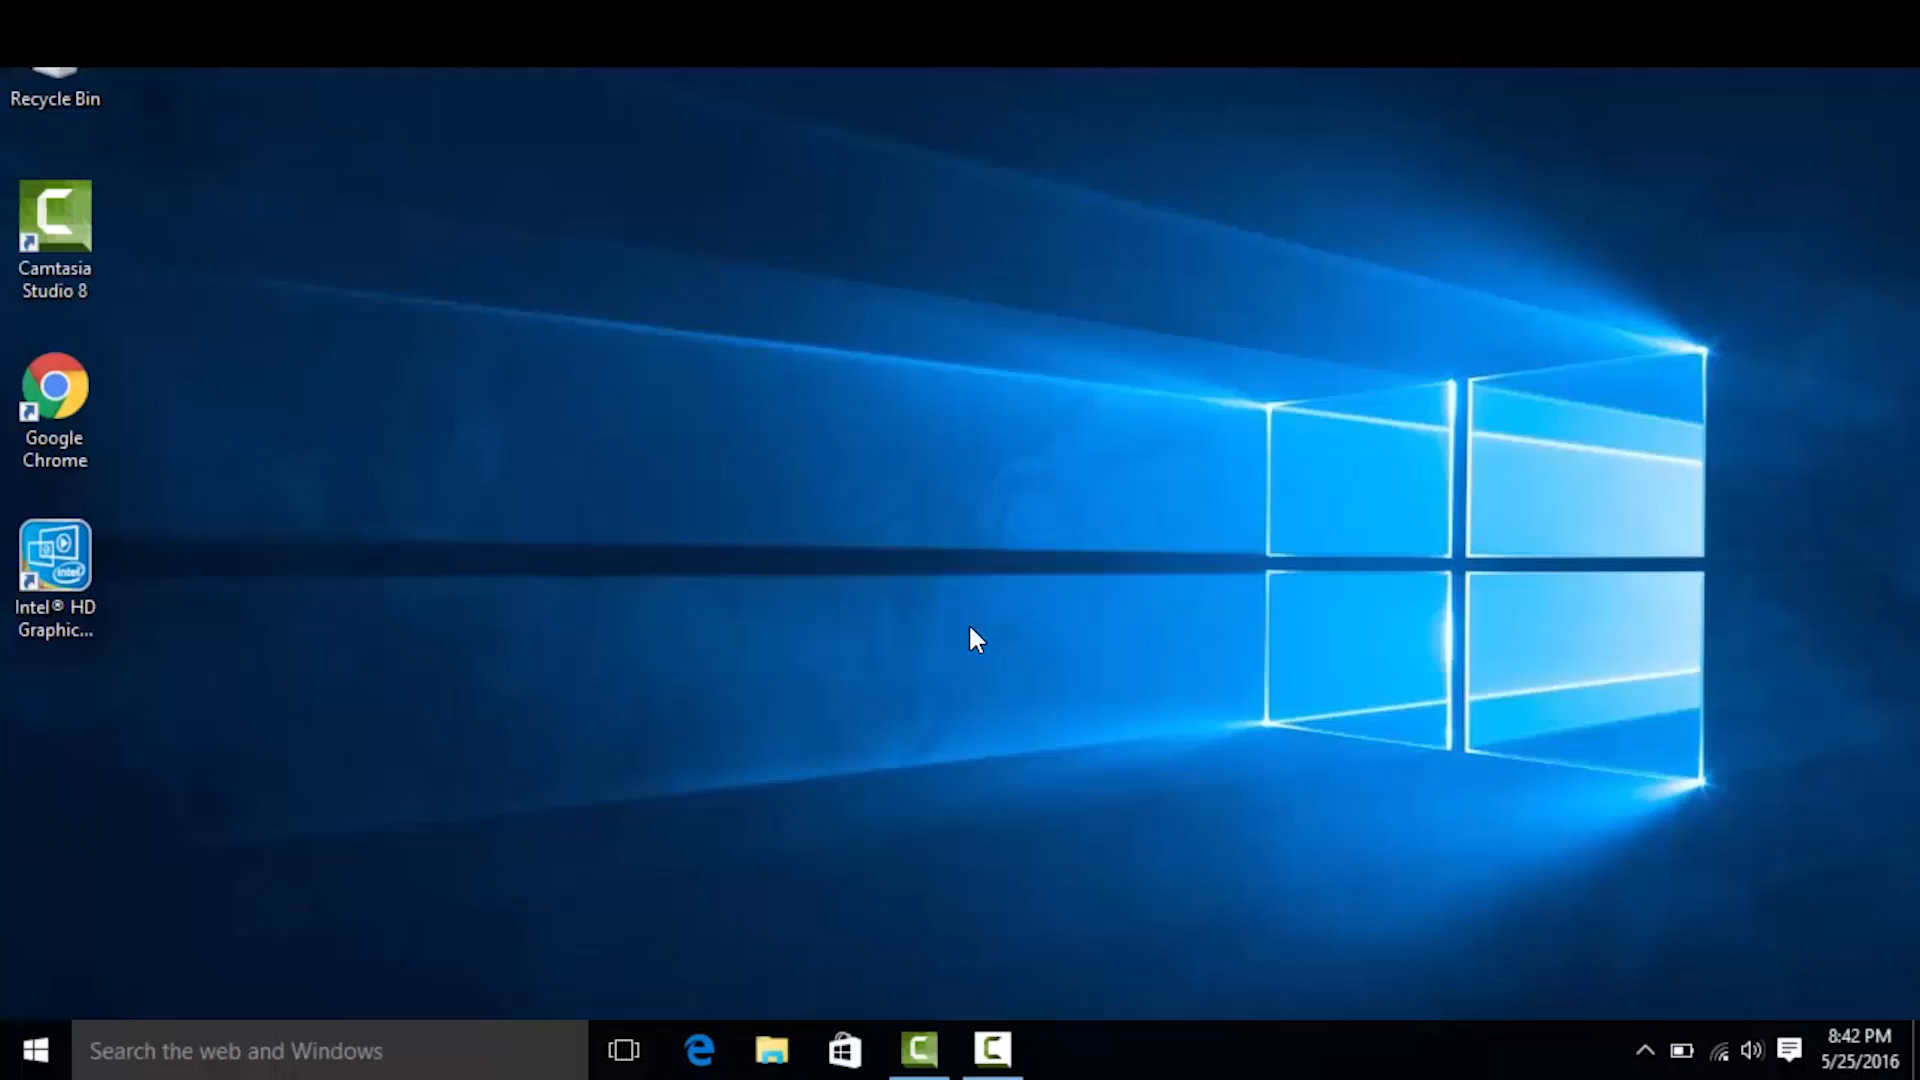 Recycle Bin
Camtasia
Studio 8
Google
Chrome
intel
Intel® HD
Graphic...
Search the web and Windows
8:42 PM
5/25/2016